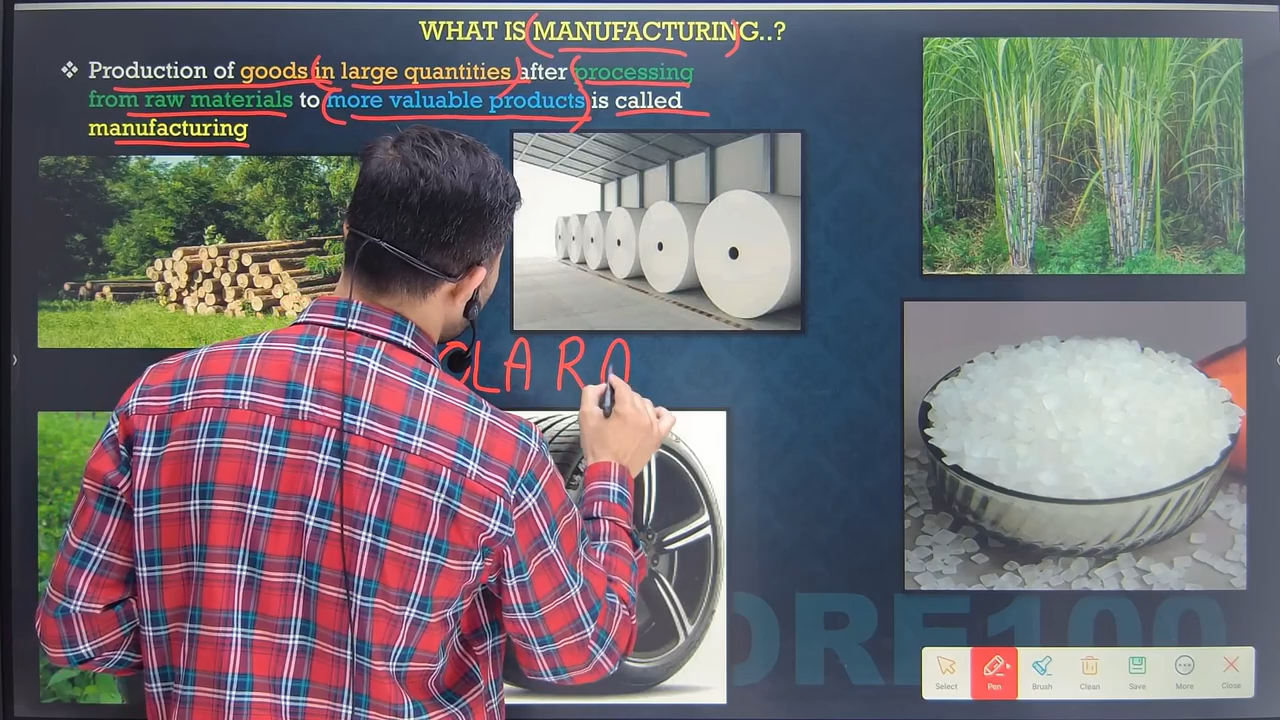 WHAT IS MANUFACTURING..?
❖ Production of goods in large quantities after processing
from raw materials to more valuable products is called
manufacturing
Select Pen Brush Clean Save More Close